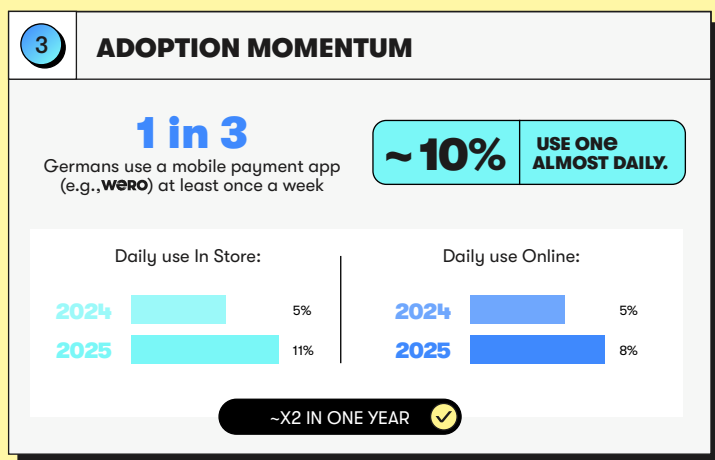 3
ADOPTION MOMENTUM
1 in 3
Germans use a mobile payment app
(e.g.,wero) at least once a week
~10%
USE ONe
ALMOST DAILY.
Daily use In Store:
2024 5%
2025 11%
Daily use Online:
2024 5%
2025 8%
~X2 IN ONE YEAR